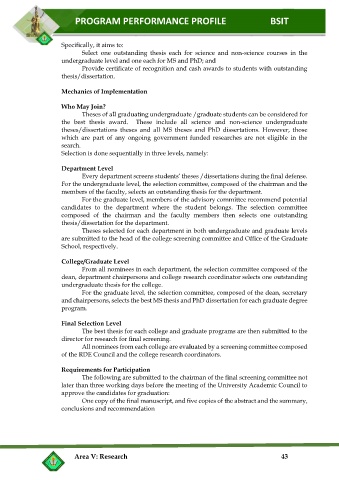 PROGRAM PERFORMANCE PROFILE BSIT
Specifically, it aims to:
Select one outstanding thesis each for science and non-science courses in the
undergraduate level and one each for MS and PhD; and
Provide certificate of recognition and cash awards to students with outstanding
thesis/dissertation.
Mechanics of Implementation
Who May Join?
Theses of all graduating undergraduate /graduate students can be considered for
the best thesis award. These include all science and non-science undergraduate
theses/dissertations theses and all MS theses and PhD dissertations. However, those
which are part of any ongoing government funded researches are not eligible in the
search.
Selection is done sequentially in three levels, namely:
Department Level
Every department screens students' theses /dissertations during the final defense.
For the undergraduate level, the selection committee, composed of the chairman and the
members of the faculty, selects an outstanding thesis for the department.
For the graduate level, members of the advisory committee recommend potential
candidates to the department where the student belongs. The selection committee
composed of the chairman and the faculty members then selects one outstanding
thesis/dissertation for the department.
Theses selected for each department in both undergraduate and graduate levels
are submitted to the head of the college screening committee and Office of the Graduate
School, respectively.
College/Graduate Level
From all nominees in each department, the selection committee composed of the
dean, department chairpersons and college research coordinator selects one outstanding
undergraduate thesis for the college.
For the graduate level, the selection committee, composed of the dean, secretary
and chairpersons, selects the best MS thesis and PhD dissertation for each graduate degree
program.
Final Selection Level
The best thesis for each college and graduate programs are then submitted to the
director for research for final screening.
All nominees from each college are evaluated by a screening committee composed
of the RDE Council and the college research coordinators.
Requirements for Participation
The following are submitted to the chairman of the final screening committee not
later than three working days before the meeting of the University Academic Council to
approve the candidates for graduation:
One copy of the final manuscript, and five copies of the abstract and the summary,
conclusions and recommendation
Area V: Research 43